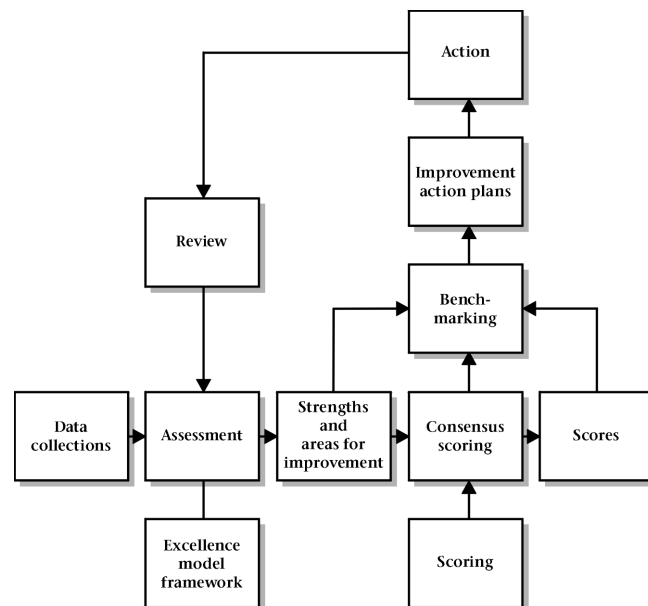 Action
Improvement
action plans
Review
Bench-
marking
Data
collections
Assessment
Strengths
and
areas for
improvement
Consensus
scoring
Scores
Excellence
model
framework
Scoring